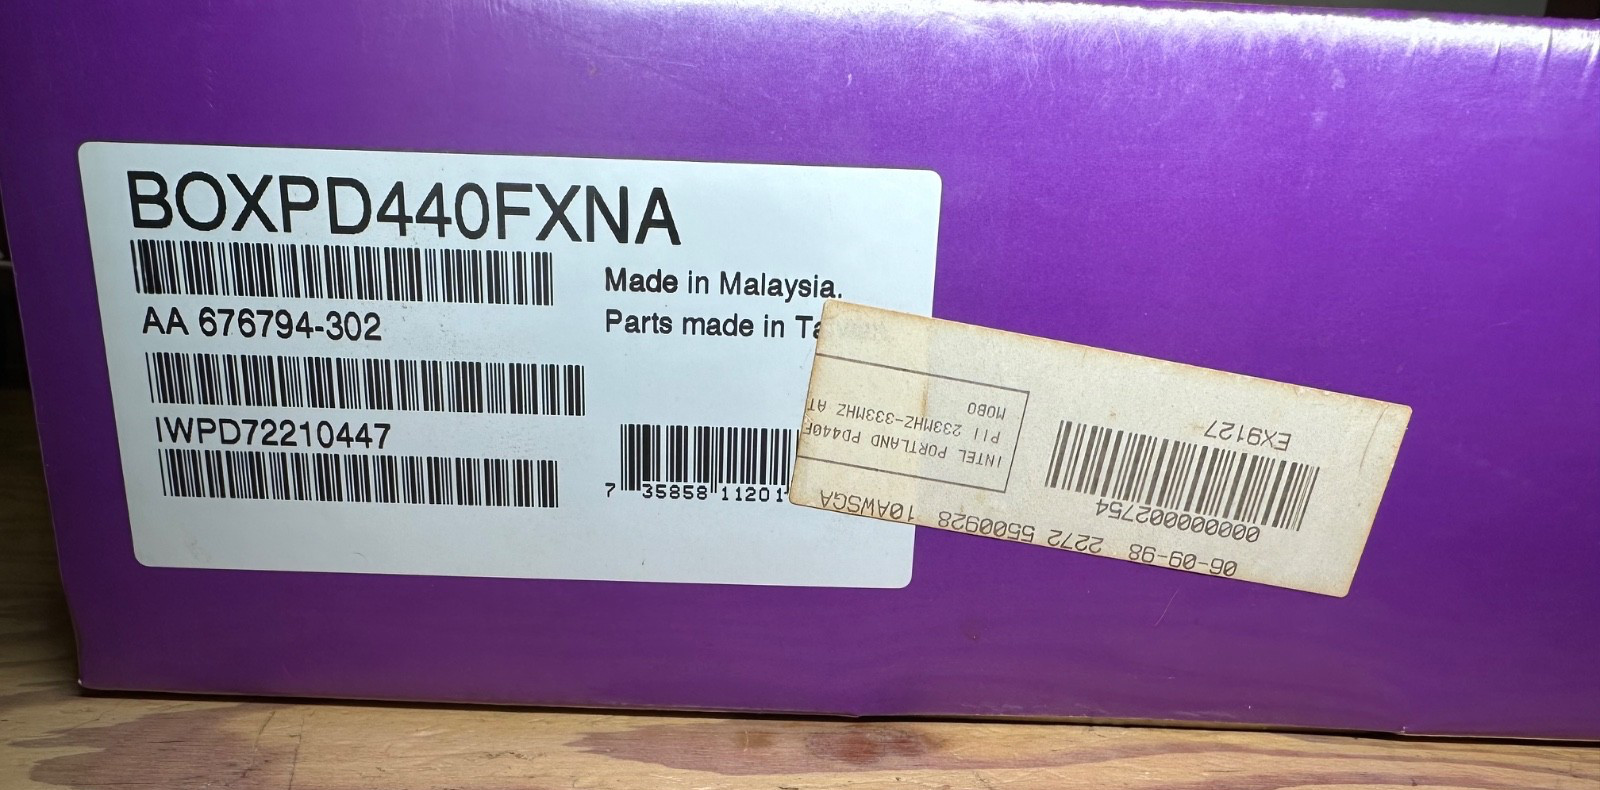 BOXPD440FXNA
AA 676794-302
IWPD72210447
Made in Malaysia.
Parts made in Ta
7 35858 11201
06-09-98 2272 5500928 10AWSGA
000000002754
EX9127
INTEL PORTLAND PD440F
PII 233MHZ-333MHZ AT
MOBO